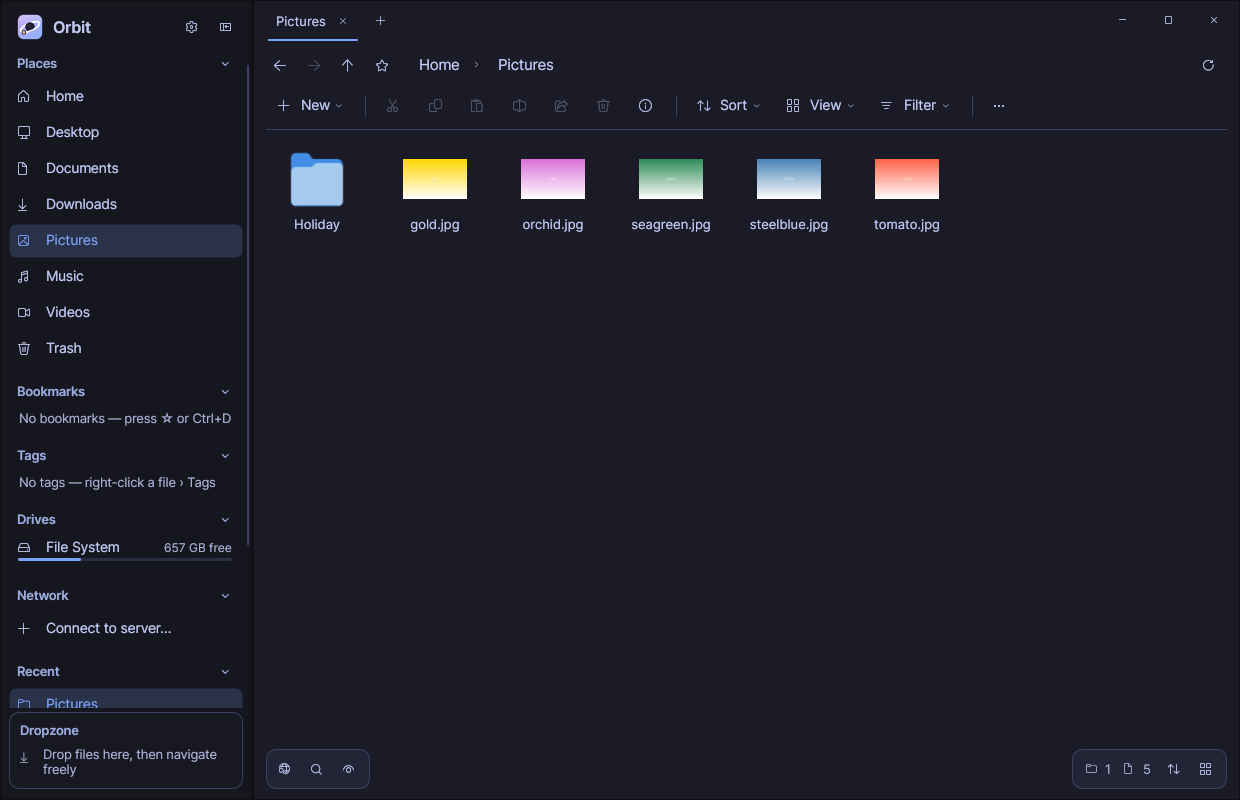 Orbit
Places
Home
Desktop
Documents
Downloads
Pictures
Music
Videos
Trash
Bookmarks
No bookmarks — press ☆ or Ctrl+D
Tags
No tags — right-click a file › Tags
Drives
File System 657 GB free
Network
Connect to server...
Recent
Pictures
Dropzone
Drop files here, then navigate
freely
Pictures
Home › Pictures
New Sort View Filter
Holiday gold.jpg orchid.jpg seagreen.jpg steelblue.jpg tomato.jpg
1 5